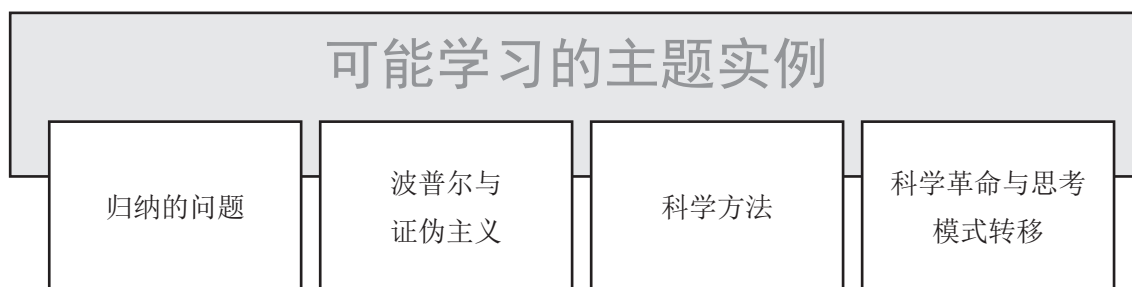 可能学习的主题实例
归纳的问题
波普尔与
证伪主义
科学方法
科学革命与思考
模式转移